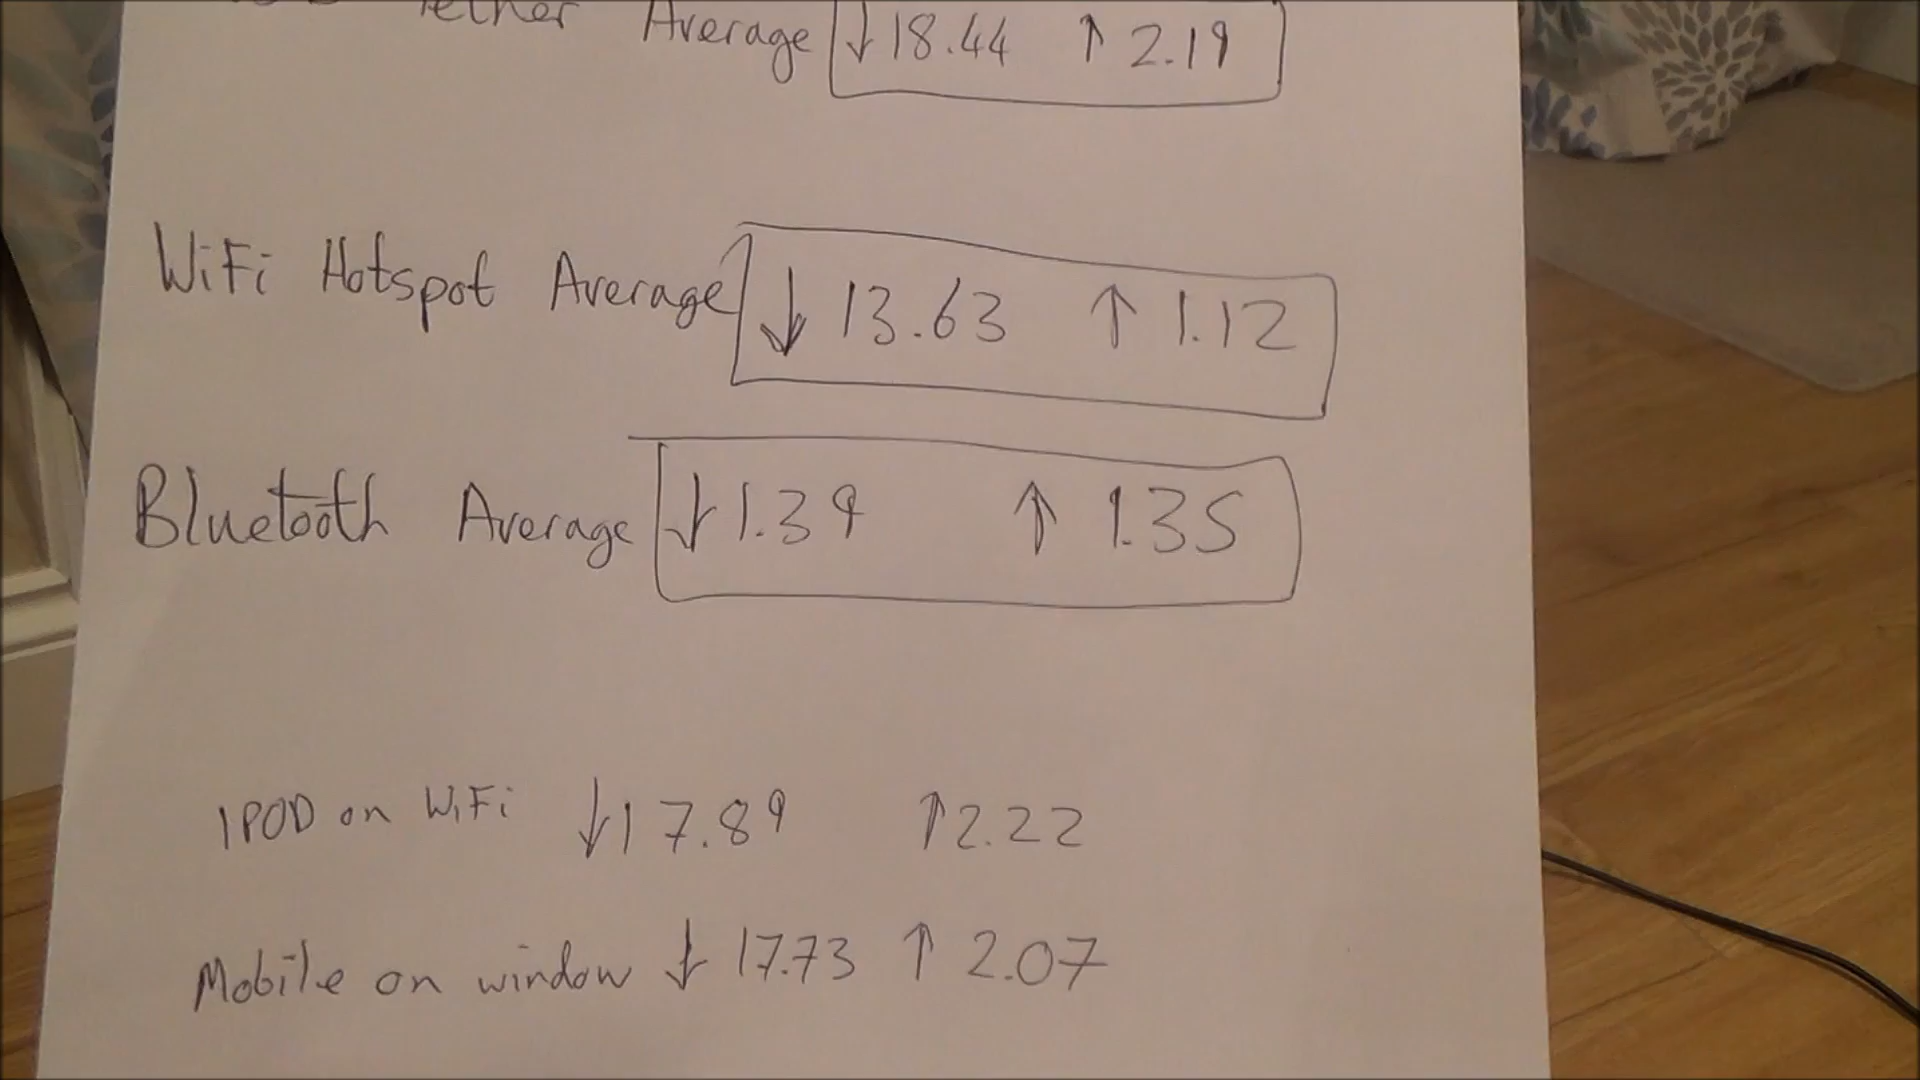 Tether Average ↓18.44 ↑ 2.19
WiFi Hotspot Average ↓ 13.63 ↑ 1.12
Bluetooth Average ↓ 1.39 ↑ 1.35
IPOD on WiFi ↓17.89 ↑2.22
Mobile on window ↓ 17.73 ↑ 2.07